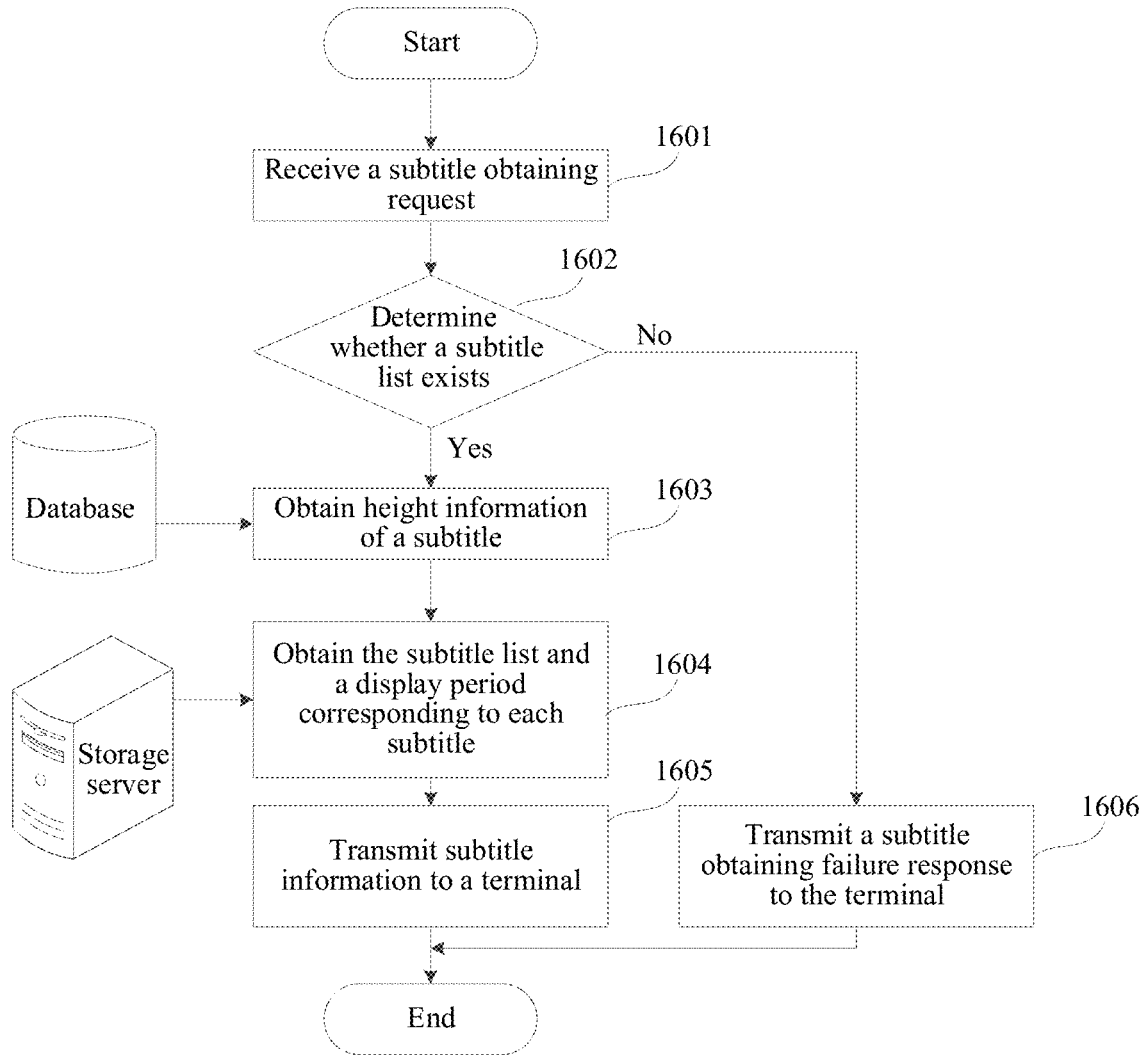 Start
1601
Receive a subtitle obtaining
request
1602
Determine
whether a subtitle
list exists
No
Yes
Database
1603
Obtain height information
of a subtitle
1604
Obtain the subtitle list and
a display period
corresponding to each
subtitle
Storage
server
1605
Transmit subtitle
information to a terminal
1606
Transmit a subtitle
obtaining failure response
to the terminal
End